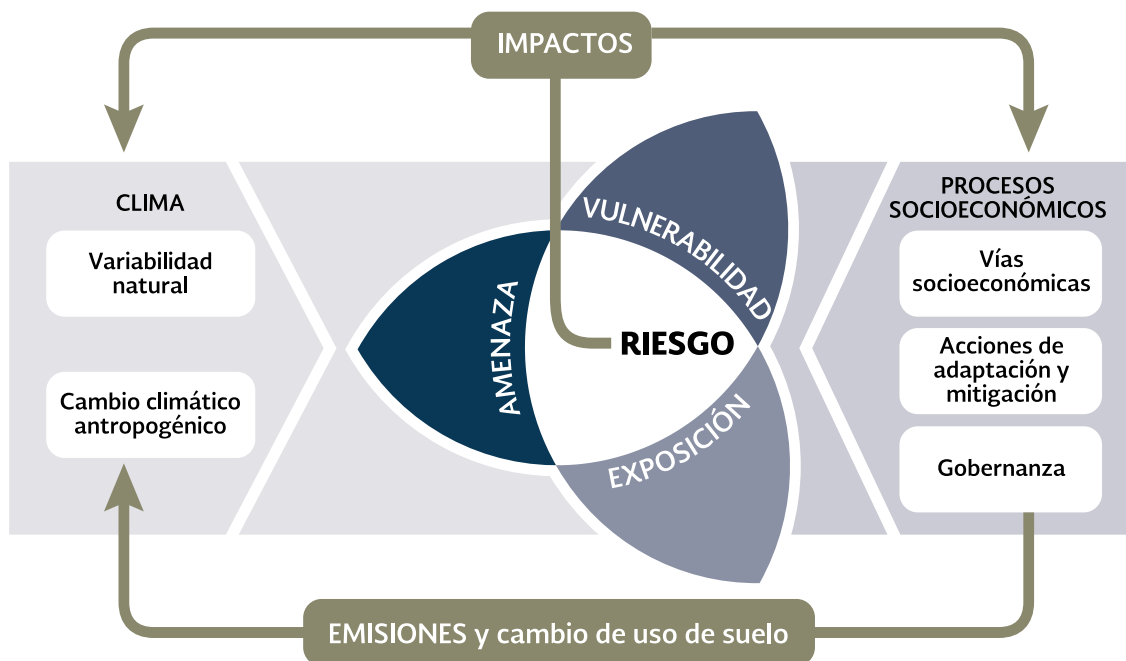 IMPACTOS
CLIMA
Variabilidad
natural
Cambio climático
antropogénico
AMENAZA
VULNERABILIDAD
RIESGO
EXPOSICIÓN
PROCESOS
SOCIOECONÓMICOS
Vías
socioeconómicas
Acciones de
adaptación y
mitigación
Gobernanza
EMISIONES y cambio de uso de suelo